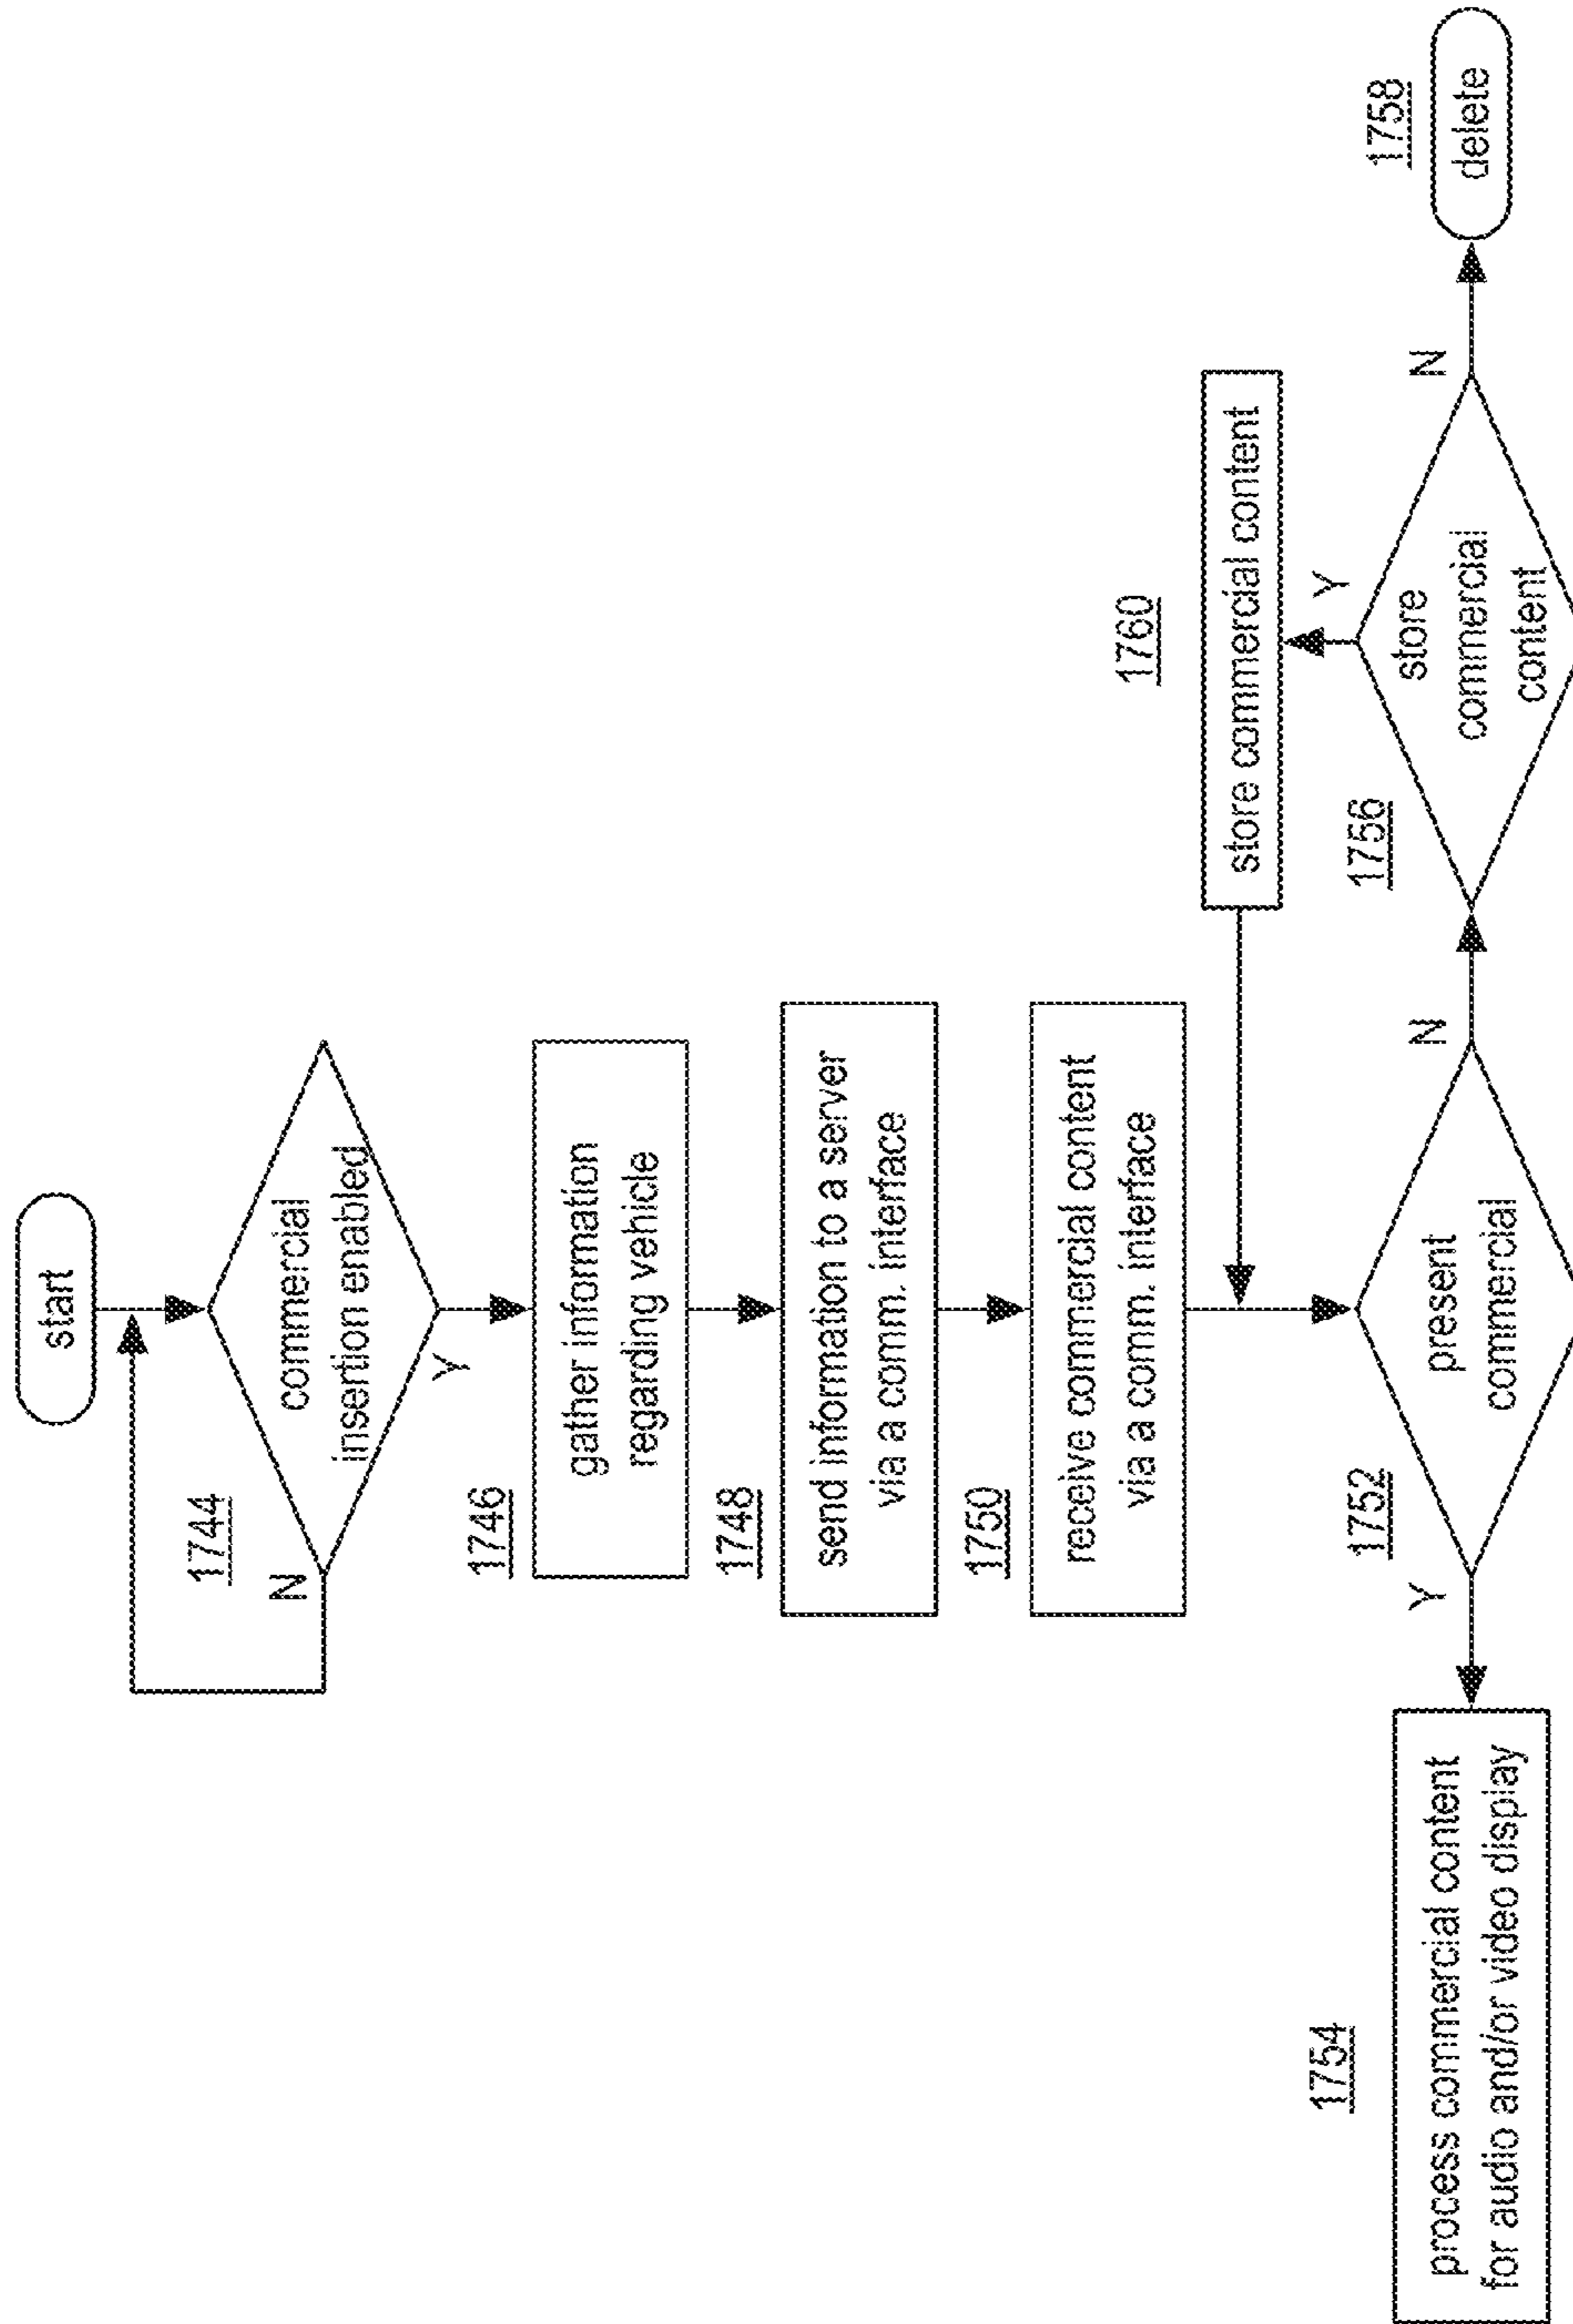 start
1744
commercial
insertion enabled
N
Y
1746
gather information
regarding vehicle
1748
send information to a server
via a comm. interface
1750
receive commercial content
via a comm. interface
1752
present
commercial
Y
N
1754
process commercial content
for audio and/or video display
1756
store
commercial
content
Y
N
1760
store commercial content
1758
delete